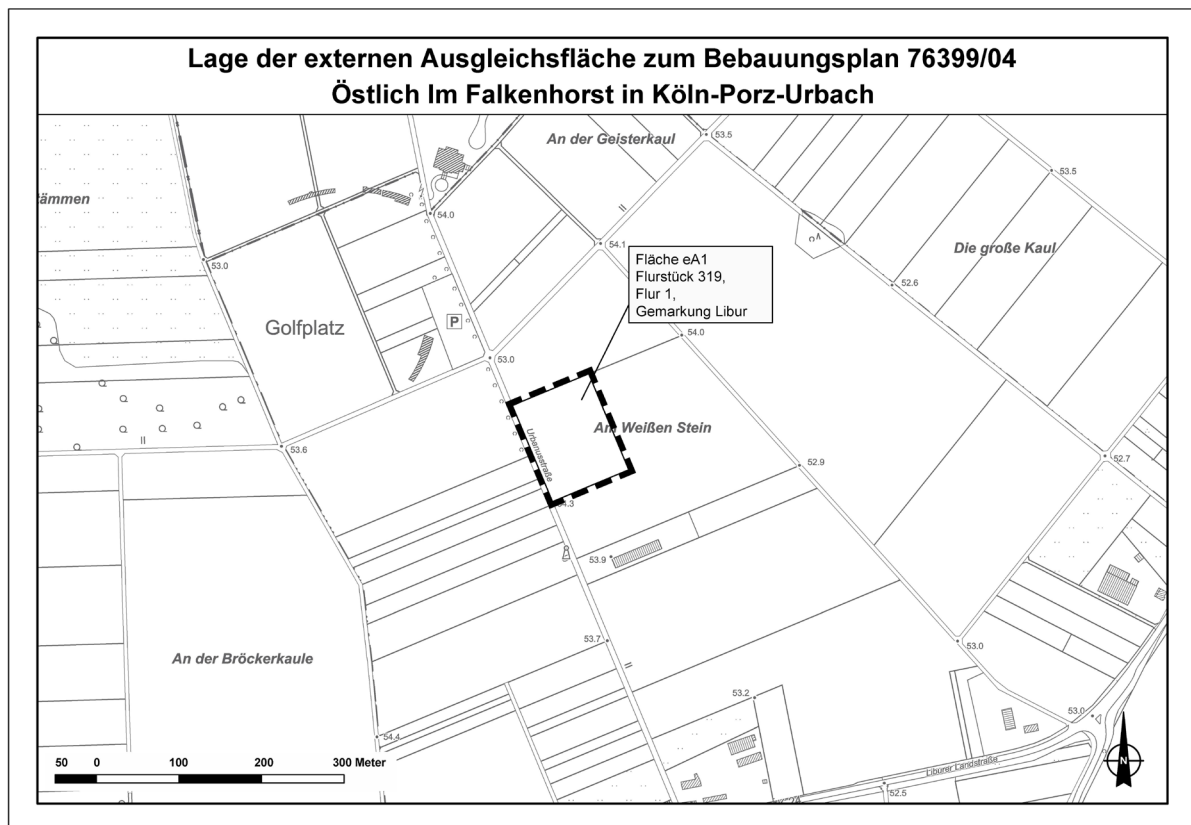 Lage der externen Ausgleichsfläche zum Bebauungsplan 76399/04
Östlich Im Falkenhorst in Köln-Porz-Urbach
An der Geisterkaul
53.5
53.5
ämmen
54.0
54.1
Die große Kaul
53.0
Fläche eA1
Flurstück 319,
Flur 1,
Gemarkung Libur
52.6
Golfplatz
P
54.0
53.0
Am Weißen Stein
Urbanusstraße
53.6
52.9
52.7
54.3
53.9
An der Bröckerkaule
53.7
53.0
53.2
53.0
54.4
50 0 100 200 300 Meter
Liburer Landstraße
N
52.5